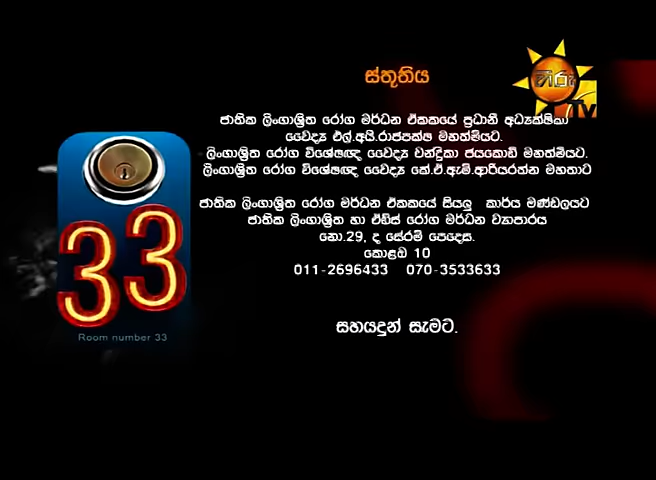 ස්තූතිය
හිරු
TV
ජාතික ලිංගාශ්‍රිත රෝග මර්ධන ඒකකයේ ප්‍රධානී අධ්‍යක්ෂිකා
වෛද්‍ය එල්.අයි.රාජපක්ෂ මහත්මියට.
ලිංගාශ්‍රිත රෝග විශේෂඥ වෛද්‍ය චන්ද්‍රිකා ජයකොඩි මහත්මියට.
ලිංගාශ්‍රිත රෝග විශේෂඥ වෛද්‍ය කේ.ඒ.ඇම්.ආරියරත්න මහතාට
ජාතික ලිංගාශ්‍රිත රෝග මර්ධන ඒකකයේ සියලු කාර්ය මණ්ඩලයට
ජාතික ලිංගාශ්‍රිත හා ඒඩ්ස් රෝග මර්ධන ව්‍යාපාරය
නො.29, ද සේරම් පෙදෙස.
කොළඹ 10
011-2696433 070-3533633
33
Room number 33
සහයදුන් සැමට.